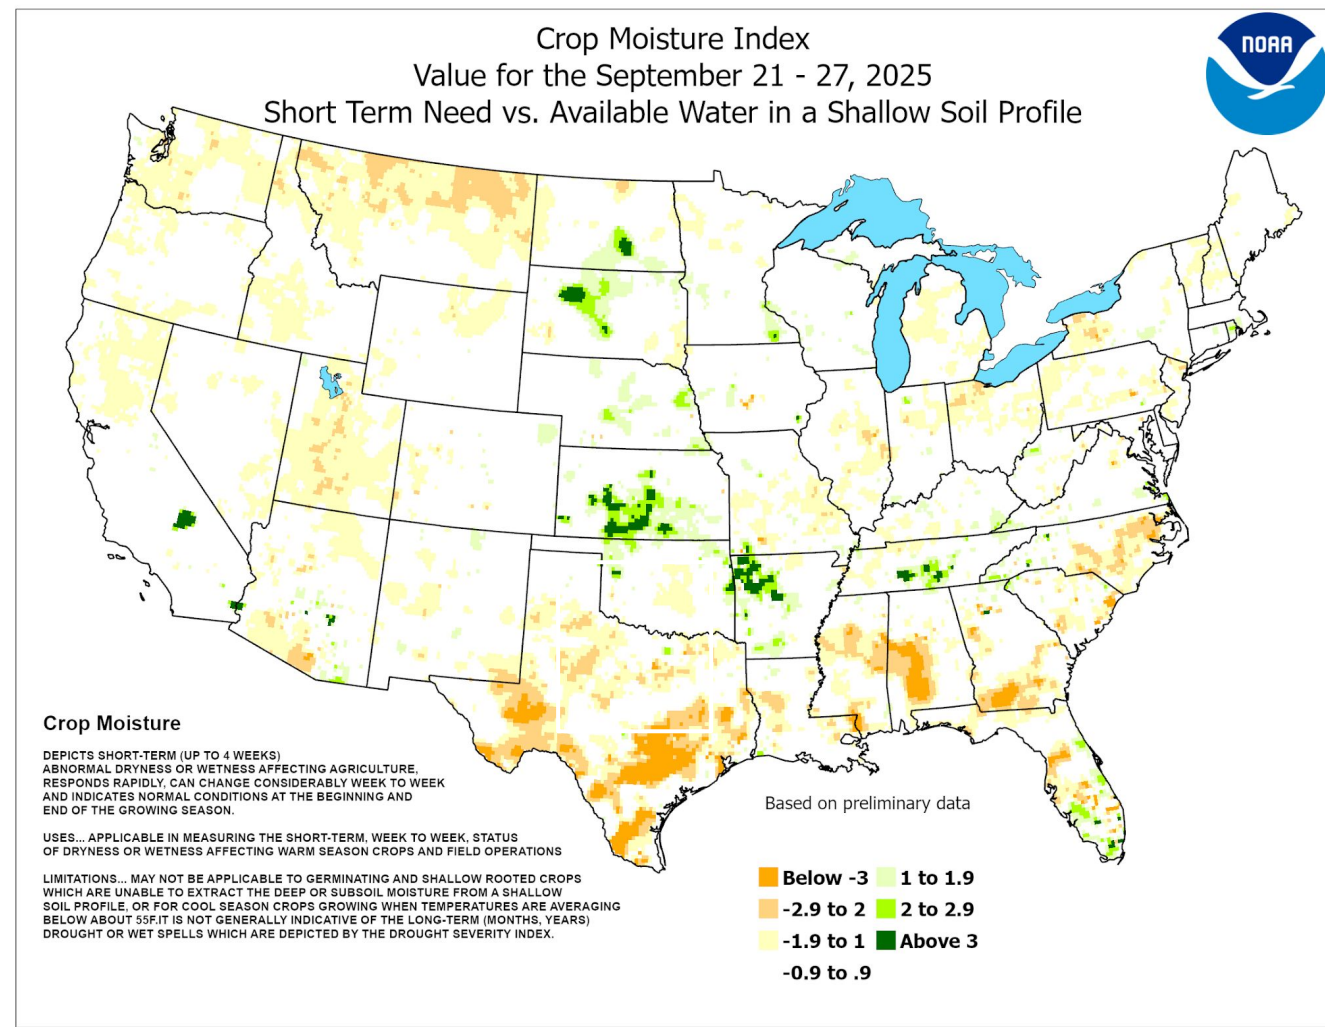 Crop Moisture Index
Value for the September 21 - 27, 2025
Short Term Need vs. Available Water in a Shallow Soil Profile
NOAA
Crop Moisture
DEPICTS SHORT-TERM (UP TO 4 WEEKS)
ABNORMAL DRYNESS OR WETNESS AFFECTING AGRICULTURE,
RESPONDS RAPIDLY, CAN CHANGE CONSIDERABLY WEEK TO WEEK
AND INDICATES NORMAL CONDITIONS AT THE BEGINNING AND
END OF THE GROWING SEASON.
USES... APPLICABLE IN MEASURING THE SHORT-TERM, WEEK TO WEEK, STATUS
OF DRYNESS OR WETNESS AFFECTING WARM SEASON CROPS AND FIELD OPERATIONS
LIMITATIONS... MAY NOT BE APPLICABLE TO GERMINATING AND SHALLOW ROOTED CROPS
WHICH ARE UNABLE TO EXTRACT THE DEEP OR SUBSOIL MOISTURE FROM A SHALLOW
SOIL PROFILE, OR FOR COOL SEASON CROPS GROWING WHEN TEMPERATURES ARE AVERAGING
BELOW ABOUT 55F.IT IS NOT GENERALLY INDICATIVE OF THE LONG-TERM (MONTHS, YEARS)
DROUGHT OR WET SPELLS WHICH ARE DEPICTED BY THE DROUGHT SEVERITY INDEX.
Based on preliminary data
Below -3
-2.9 to 2
-1.9 to 1
-0.9 to .9
1 to 1.9
2 to 2.9
Above 3